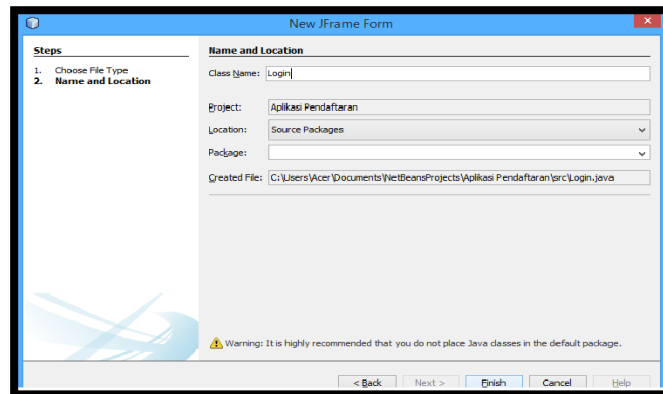 New JFrame Form
Steps
1. Choose File Type
2. Name and Location
Name and Location
Class Name: Login
Project: Aplikasi Pendaftaran
Location: Source Packages
Package:
Created File: C:\Users\Acer\Documents\NetBeansProjects\Aplikasi Pendaftaran\src\Login.java
Warning: It is highly recommended that you do not place Java classes in the default package.
< Back Next > Finish Cancel Help